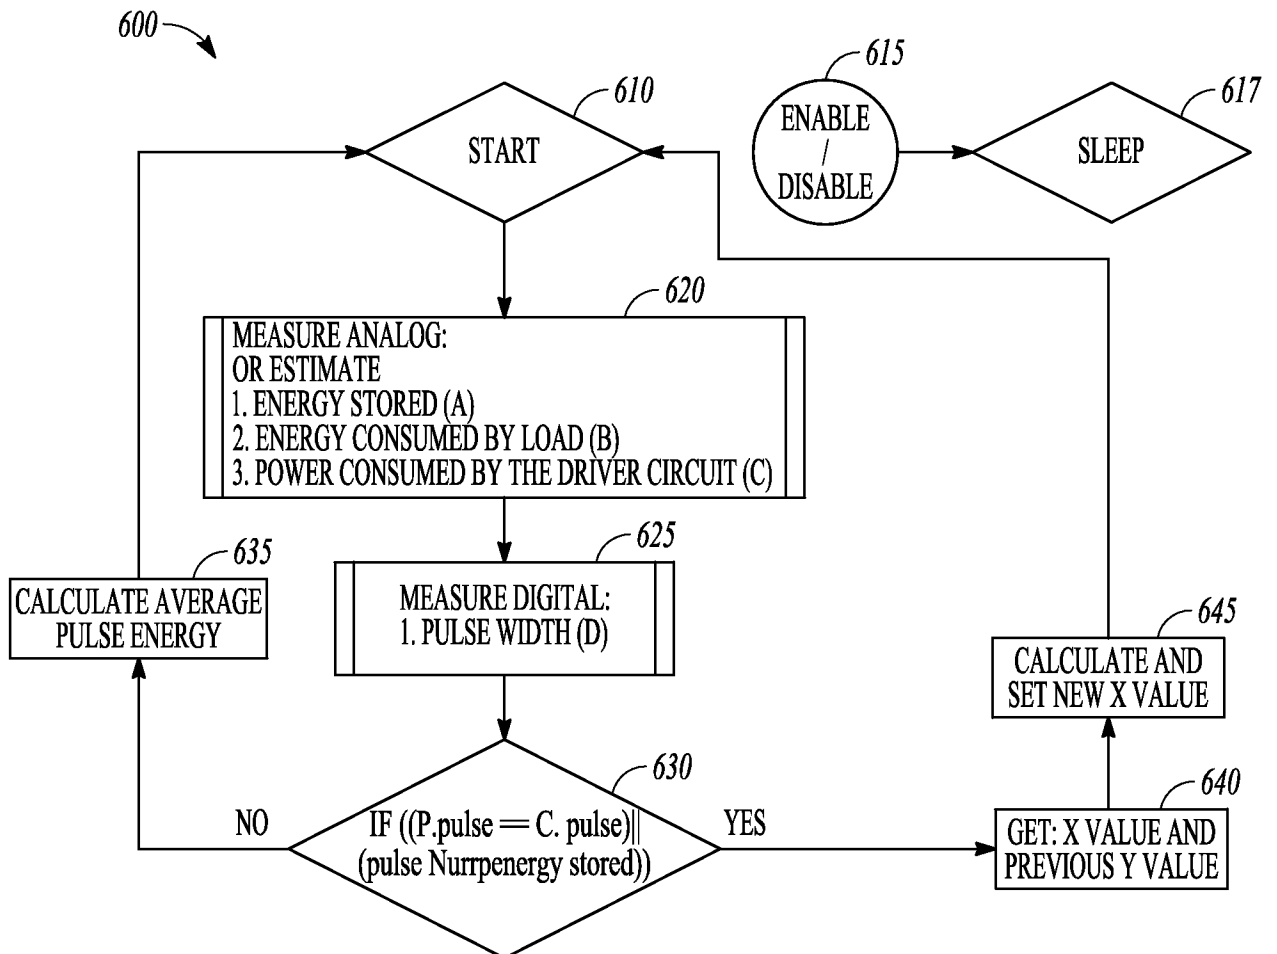 600
610
START
615
ENABLE
/
DISABLE
617
SLEEP
620
MEASURE ANALOG:
OR ESTIMATE
1. ENERGY STORED (A)
2. ENERGY CONSUMED BY LOAD (B)
3. POWER CONSUMED BY THE DRIVER CIRCUIT (C)
625
MEASURE DIGITAL:
1. PULSE WIDTH (D)
635
CALCULATE AVERAGE
PULSE ENERGY
630
IF ((P.pulse == C. pulse)||
(pulse Nurrpenergy stored))
NO
YES
645
CALCULATE AND
SET NEW X VALUE
640
GET: X VALUE AND
PREVIOUS Y VALUE